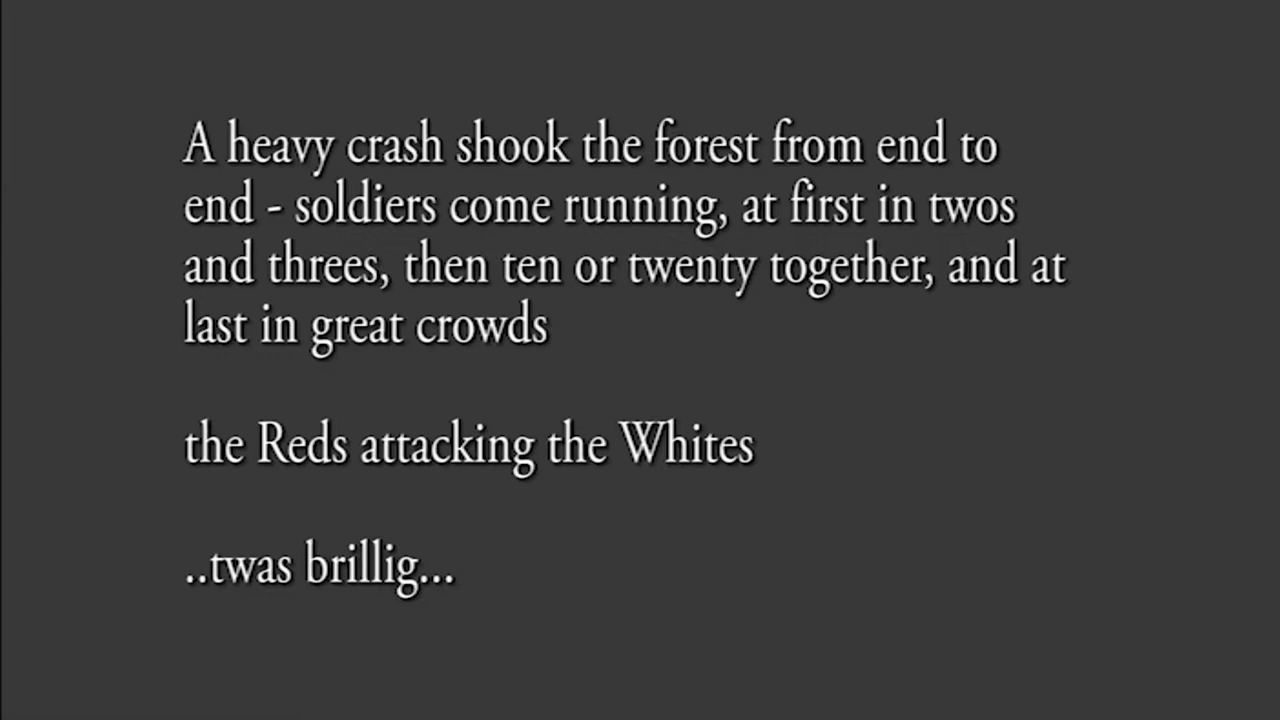 A heavy crash shook the forest from end to
end - soldiers come running, at first in twos
and threes, then ten or twenty together, and at
last in great crowds
the Reds attacking the Whites
..twas brillig...